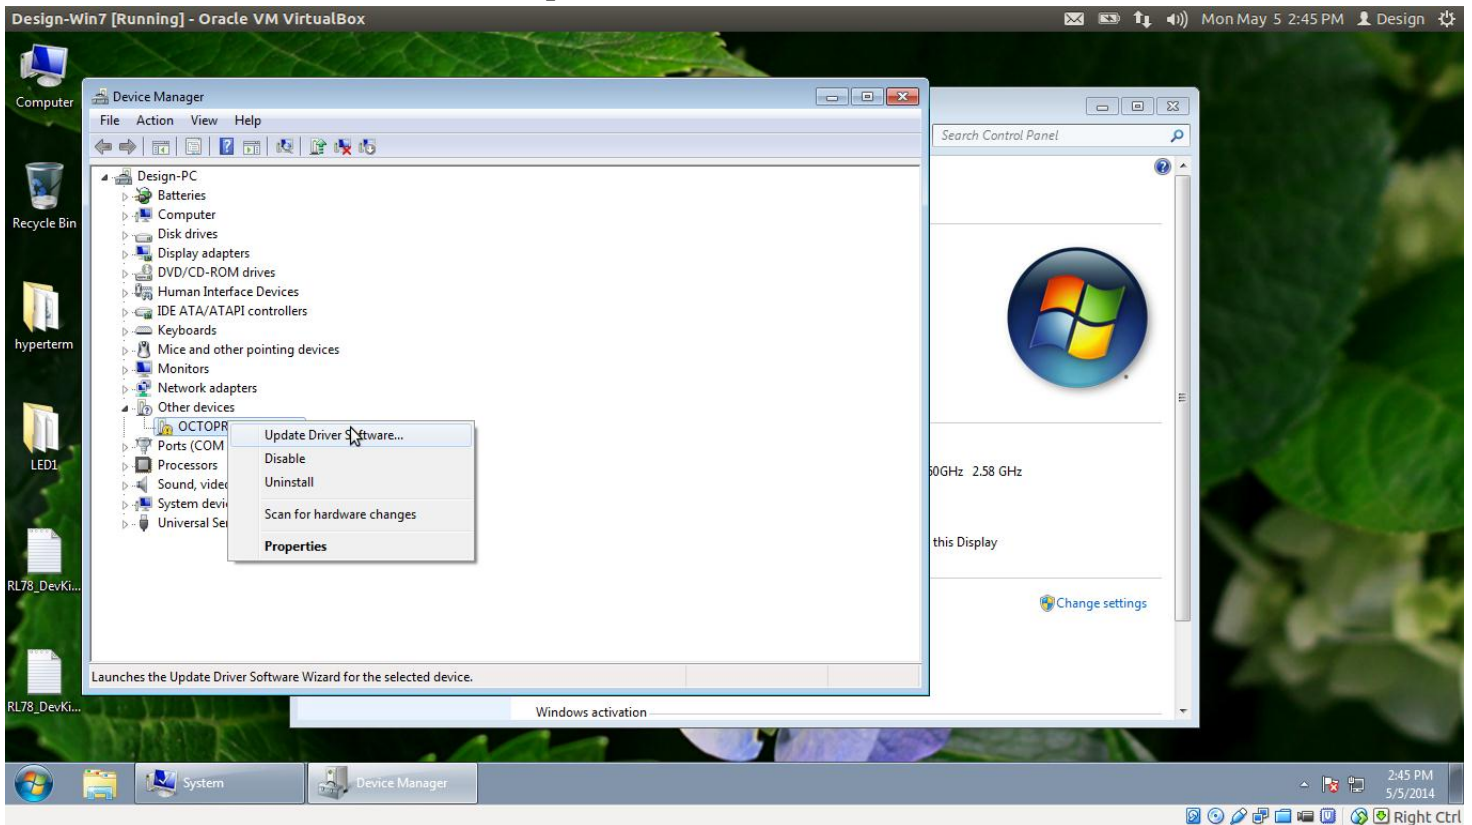 Design-Win7 [Running] - Oracle VM VirtualBox
Mon May 5 2:45 PM
Design
Computer
Recycle Bin
hyperterm
LED1
RL78_DevKi...
RL78_DevKi...
Device Manager
File Action View Help
Design-PC
Batteries
Computer
Disk drives
Display adapters
DVD/CD-ROM drives
Human Interface Devices
IDE ATA/ATAPI controllers
Keyboards
Mice and other pointing devices
Monitors
Network adapters
Other devices
OCTOPR
Ports (COM
Processors
Sound, vide
System devi
Universal Se
Update Driver Software...
Disable
Uninstall
Scan for hardware changes
Properties
Launches the Update Driver Software Wizard for the selected device.
Search Control Panel
0GHz 2.58 GHz
this Display
Change settings
Windows activation
System
Device Manager
2:45 PM
5/5/2014
Right Ctrl